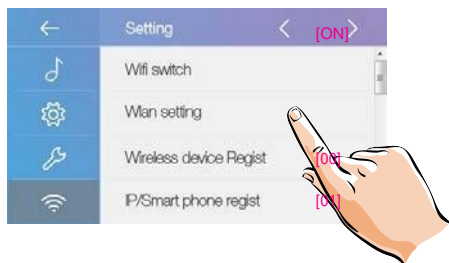 Setting [ON]
Wifi switch
Wlan setting
Wireless device Regist [00]
IP/Smart phone regist [01]